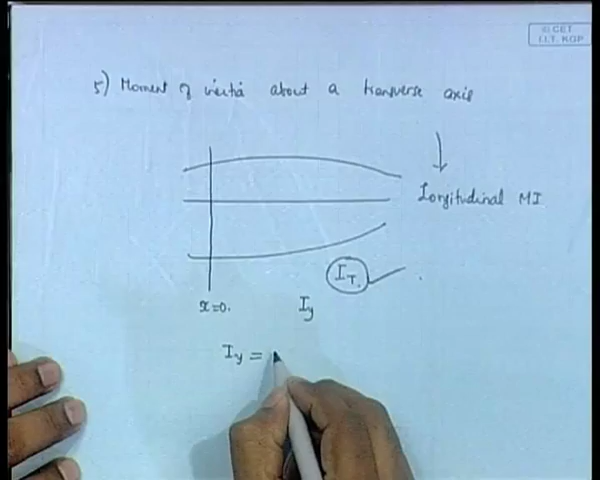 © CET
I.I.T. KGP
5) Moment of inertia about a transverse axis
Longitudinal MI
I_T.
x=0.
I_y
I_y =